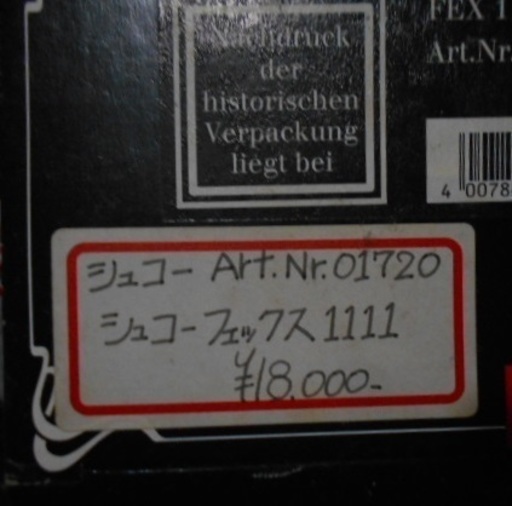 Nachdruck
der
historischen
Verpackung
liegt bei
FEX 1
Art.Nr.
4 0078
シュコー Art.Nr.01720
シュコーフェックス1111
¥18.000-